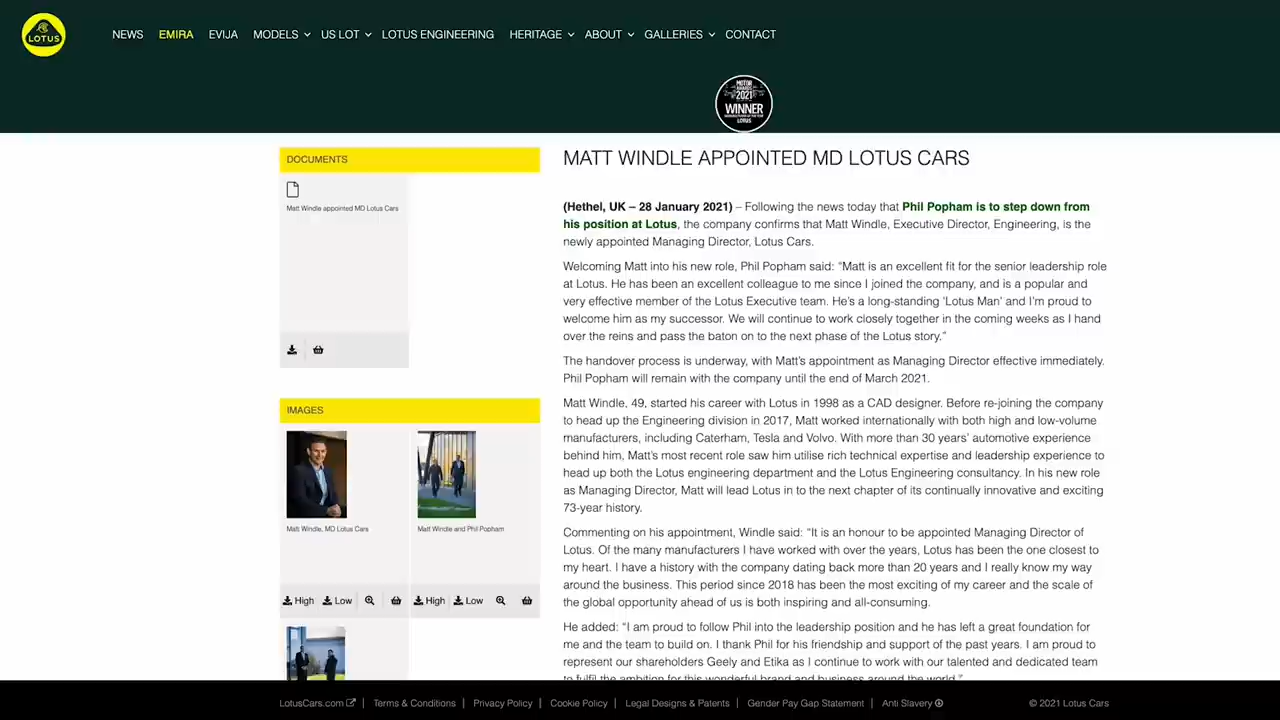 LOTUS
NEWS EMIRA EVIJA MODELS US LOT LOTUS ENGINEERING HERITAGE ABOUT GALLERIES CONTACT
MOTOR
AWARDS
2021
WINNER
LOTUS
DOCUMENTS
Matt Windle appointed MD Lotus Cars
IMAGES
Matt Windle, MD Lotus Cars
Matt Windle and Phil Popham
High Low
High Low
MATT WINDLE APPOINTED MD LOTUS CARS
(Hethel, UK – 28 January 2021) – Following the news today that Phil Popham is to step down from
his position at Lotus, the company confirms that Matt Windle, Executive Director, Engineering, is the
newly appointed Managing Director, Lotus Cars.
Welcoming Matt into his new role, Phil Popham said: “Matt is an excellent fit for the senior leadership role
at Lotus. He has been an excellent colleague to me since I joined the company, and is a popular and
very effective member of the Lotus Executive team. He’s a long-standing ‘Lotus Man’ and I’m proud to
welcome him as my successor. We will continue to work closely together in the coming weeks as I hand
over the reins and pass the baton on to the next phase of the Lotus story.”
The handover process is underway, with Matt’s appointment as Managing Director effective immediately.
Phil Popham will remain with the company until the end of March 2021.
Matt Windle, 49, started his career with Lotus in 1998 as a CAD designer. Before re-joining the company
to head up the Engineering division in 2017, Matt worked internationally with both high and low-volume
manufacturers, including Caterham, Tesla and Volvo. With more than 30 years’ automotive experience
behind him, Matt’s most recent role saw him utilise rich technical expertise and leadership experience to
head up both the Lotus engineering department and the Lotus Engineering consultancy. In his new role
as Managing Director, Matt will lead Lotus in to the next chapter of its continually innovative and exciting
73-year history.
Commenting on his appointment, Windle said: “It is an honour to be appointed Managing Director of
Lotus. Of the many manufacturers I have worked with over the years, Lotus has been the one closest to
my heart. I have a history with the company dating back more than 20 years and I really know my way
around the business. This period since 2018 has been the most exciting of my career and the scale of
the global opportunity ahead of us is both inspiring and all-consuming.
He added: “I am proud to follow Phil into the leadership position and he has left a great foundation for
me and the team to build on. I thank Phil for his friendship and support of the past years. I am proud to
represent our shareholders Geely and Etika as I continue to work with our talented and dedicated team
to fulfil the ambition for this wonderful brand and business around the world.”
LotusCars.com | Terms & Conditions | Privacy Policy | Cookie Policy | Legal Designs & Patents | Gender Pay Gap Statement | Anti Slavery
© 2021 Lotus Cars